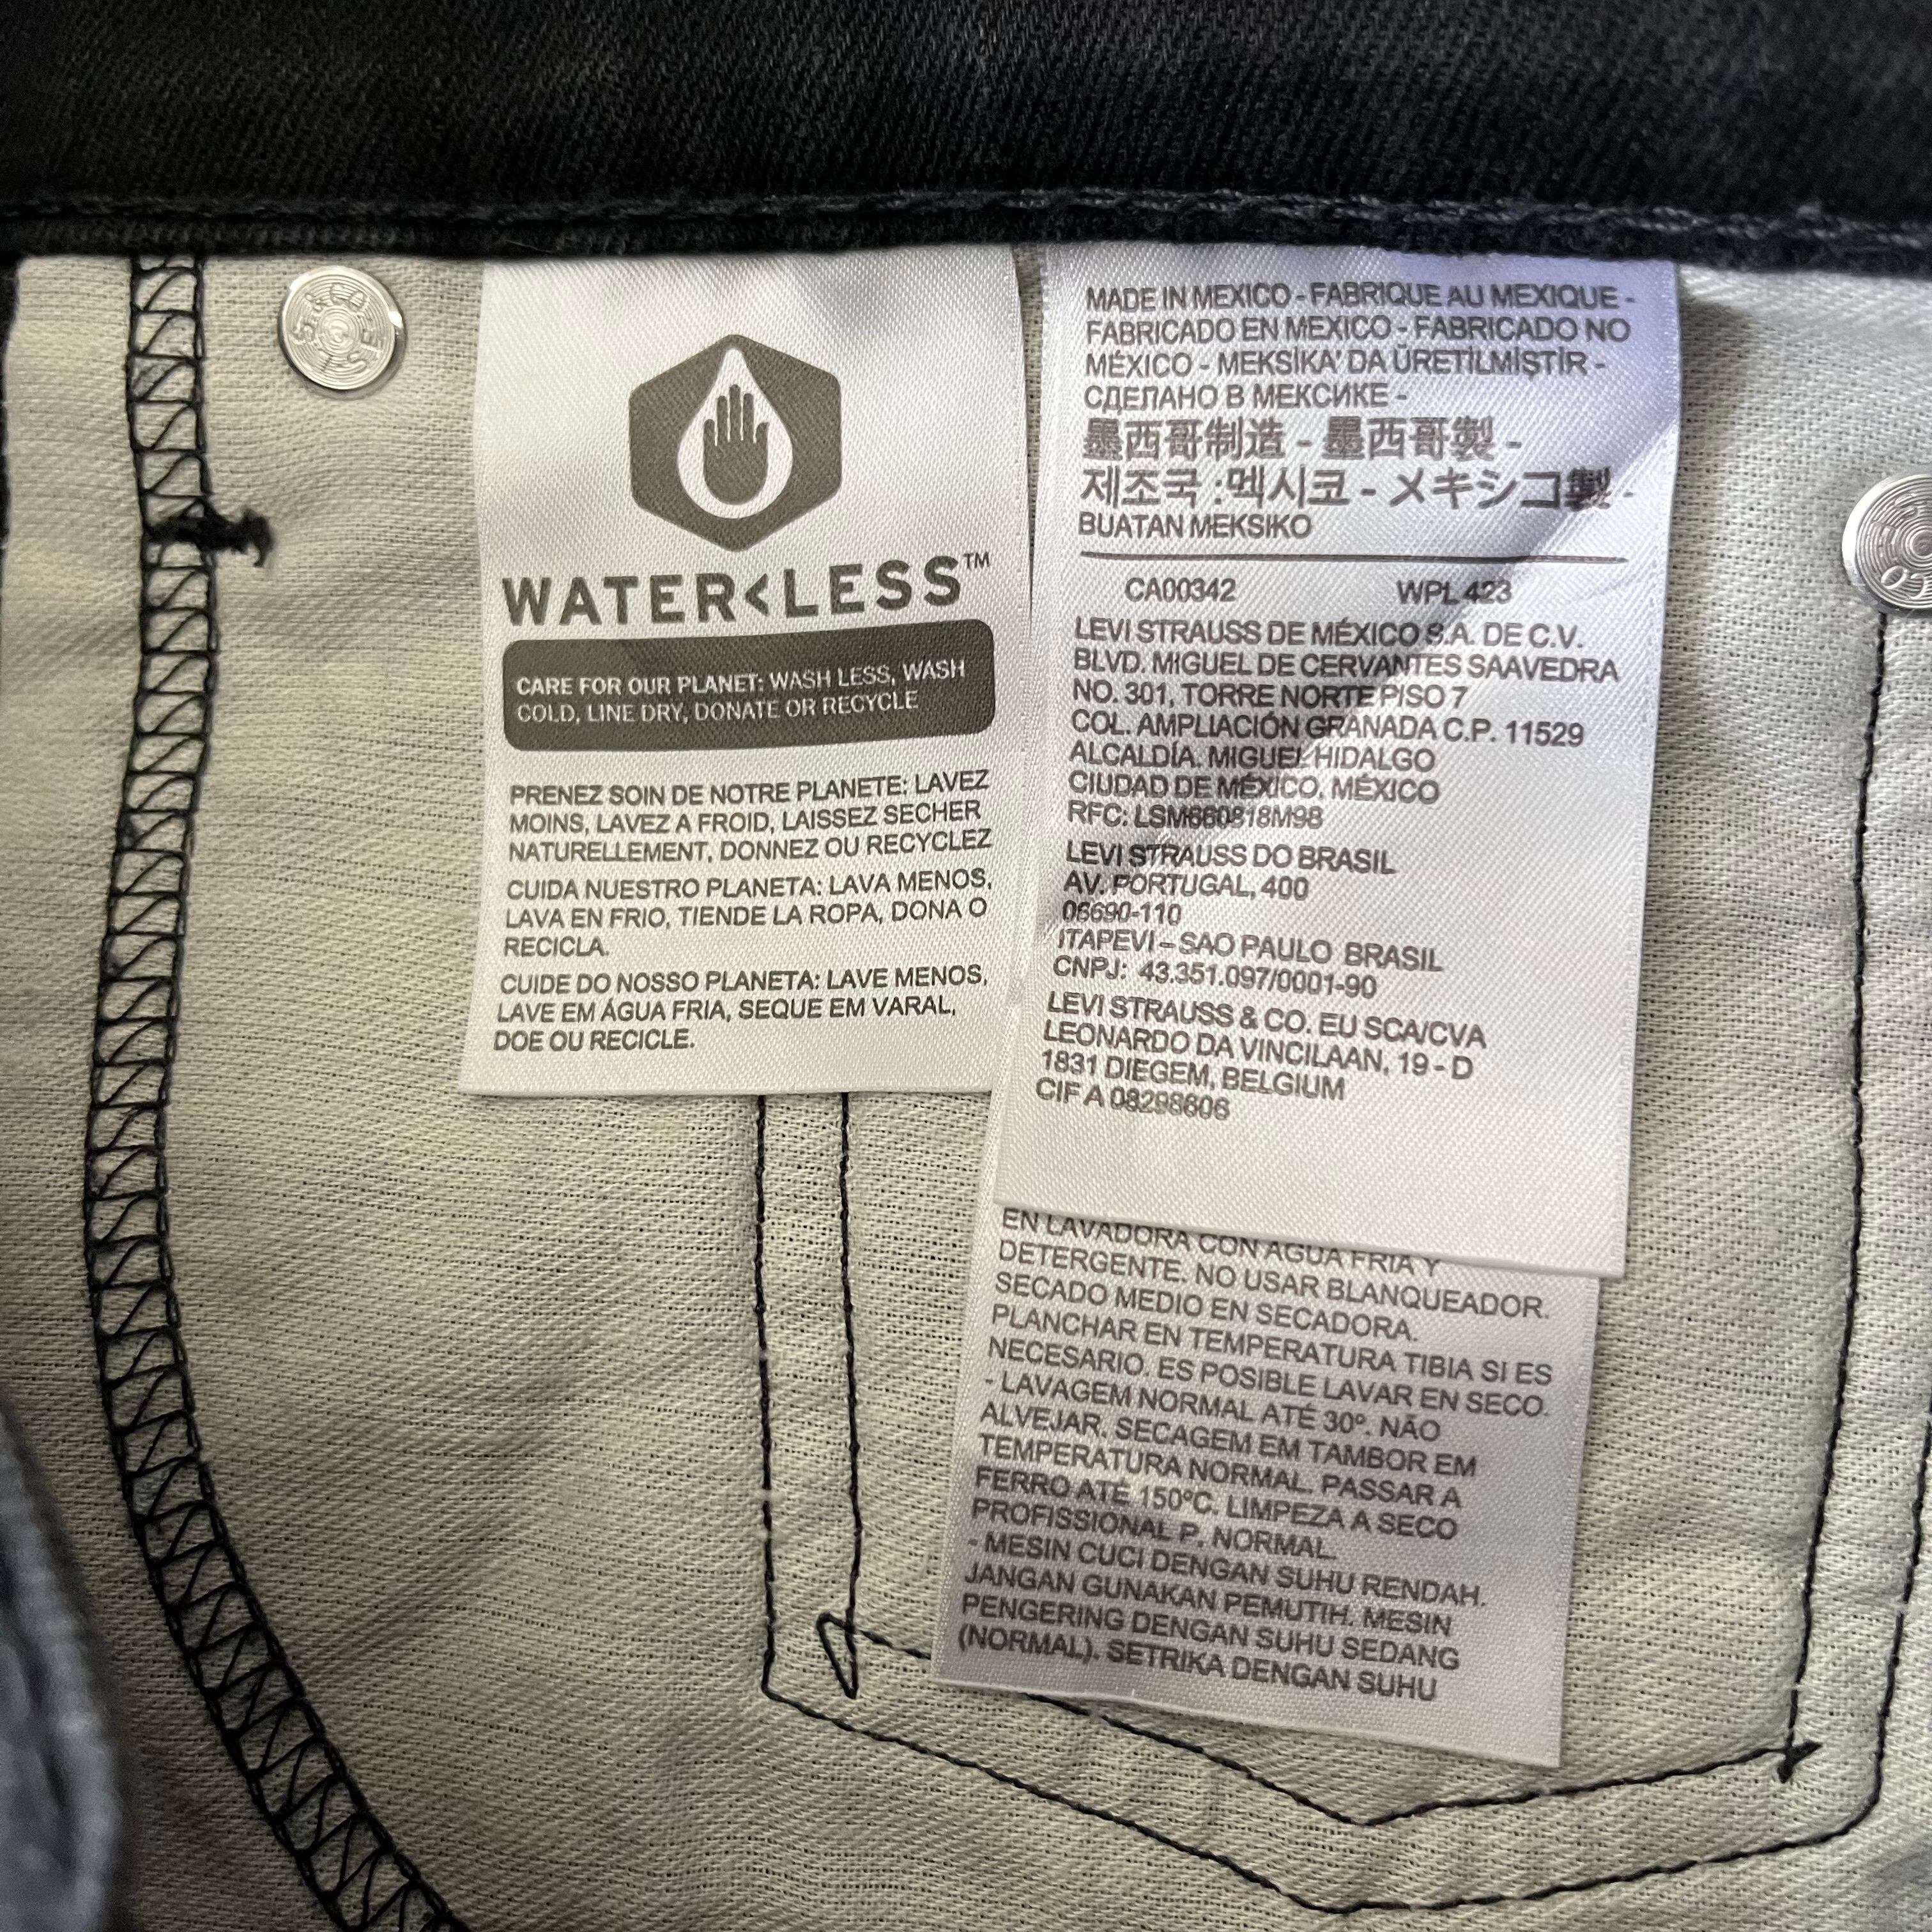 WATER<LESS™
CARE FOR OUR PLANET: WASH LESS, WASH
COLD, LINE DRY, DONATE OR RECYCLE
PRENEZ SOIN DE NOTRE PLANETE: LAVEZ
MOINS, LAVEZ A FROID, LAISSEZ SECHER
NATURELLEMENT, DONNEZ OU RECYCLEZ
CUIDA NUESTRO PLANETA: LAVA MENOS,
LAVA EN FRIO, TIENDE LA ROPA, DONA O
RECICLA.
CUIDE DO NOSSO PLANETA: LAVE MENOS,
LAVE EM ÁGUA FRIA, SEQUE EM VARAL,
DOE OU RECICLE.
MADE IN MEXICO - FABRIQUE AU MEXIQUE -
FABRICADO EN MEXICO - FABRICADO NO
MÉXICO - MEKSİKA' DA ÜRETİLMİŞTİR -
СДЕЛАНО В МЕКСИКЕ -
墨西哥制造 - 墨西哥製 -
제조국 :멕시코 - メキシコ製 -
BUATAN MEKSIKO
CA00342 WPL 423
LEVI STRAUSS DE MÉXICO S.A. DE C.V.
BLVD. MIGUEL DE CERVANTES SAAVEDRA
NO. 301, TORRE NORTE PISO 7
COL. AMPLIACIÓN GRANADA C.P. 11529
ALCALDÍA. MIGUEL HIDALGO
CIUDAD DE MÉXICO, MÉXICO
RFC: LSM660818M98
LEVI STRAUSS DO BRASIL
AV. PORTUGAL, 400
06690-110
ITAPEVI – SAO PAULO BRASIL
CNPJ: 43.351.097/0001-90
LEVI STRAUSS & CO. EU SCA/CVA
LEONARDO DA VINCILAAN, 19 - D
1831 DIEGEM, BELGIUM
CIF A 08298606
EN LAVADORA CON AGUA FRIA Y
DETERGENTE. NO USAR BLANQUEADOR.
SECADO MEDIO EN SECADORA.
PLANCHAR EN TEMPERATURA TIBIA SI ES
NECESARIO. ES POSIBLE LAVAR EN SECO.
- LAVAGEM NORMAL ATÉ 30º. NÃO
ALVEJAR. SECAGEM EM TAMBOR EM
TEMPERATURA NORMAL. PASSAR A
FERRO ATÉ 150ºC. LIMPEZA A SECO
PROFISSIONAL P, NORMAL.
- MESIN CUCI DENGAN SUHU RENDAH.
JANGAN GUNAKAN PEMUTIH. MESIN
PENGERING DENGAN SUHU SEDANG
(NORMAL). SETRIKA DENGAN SUHU